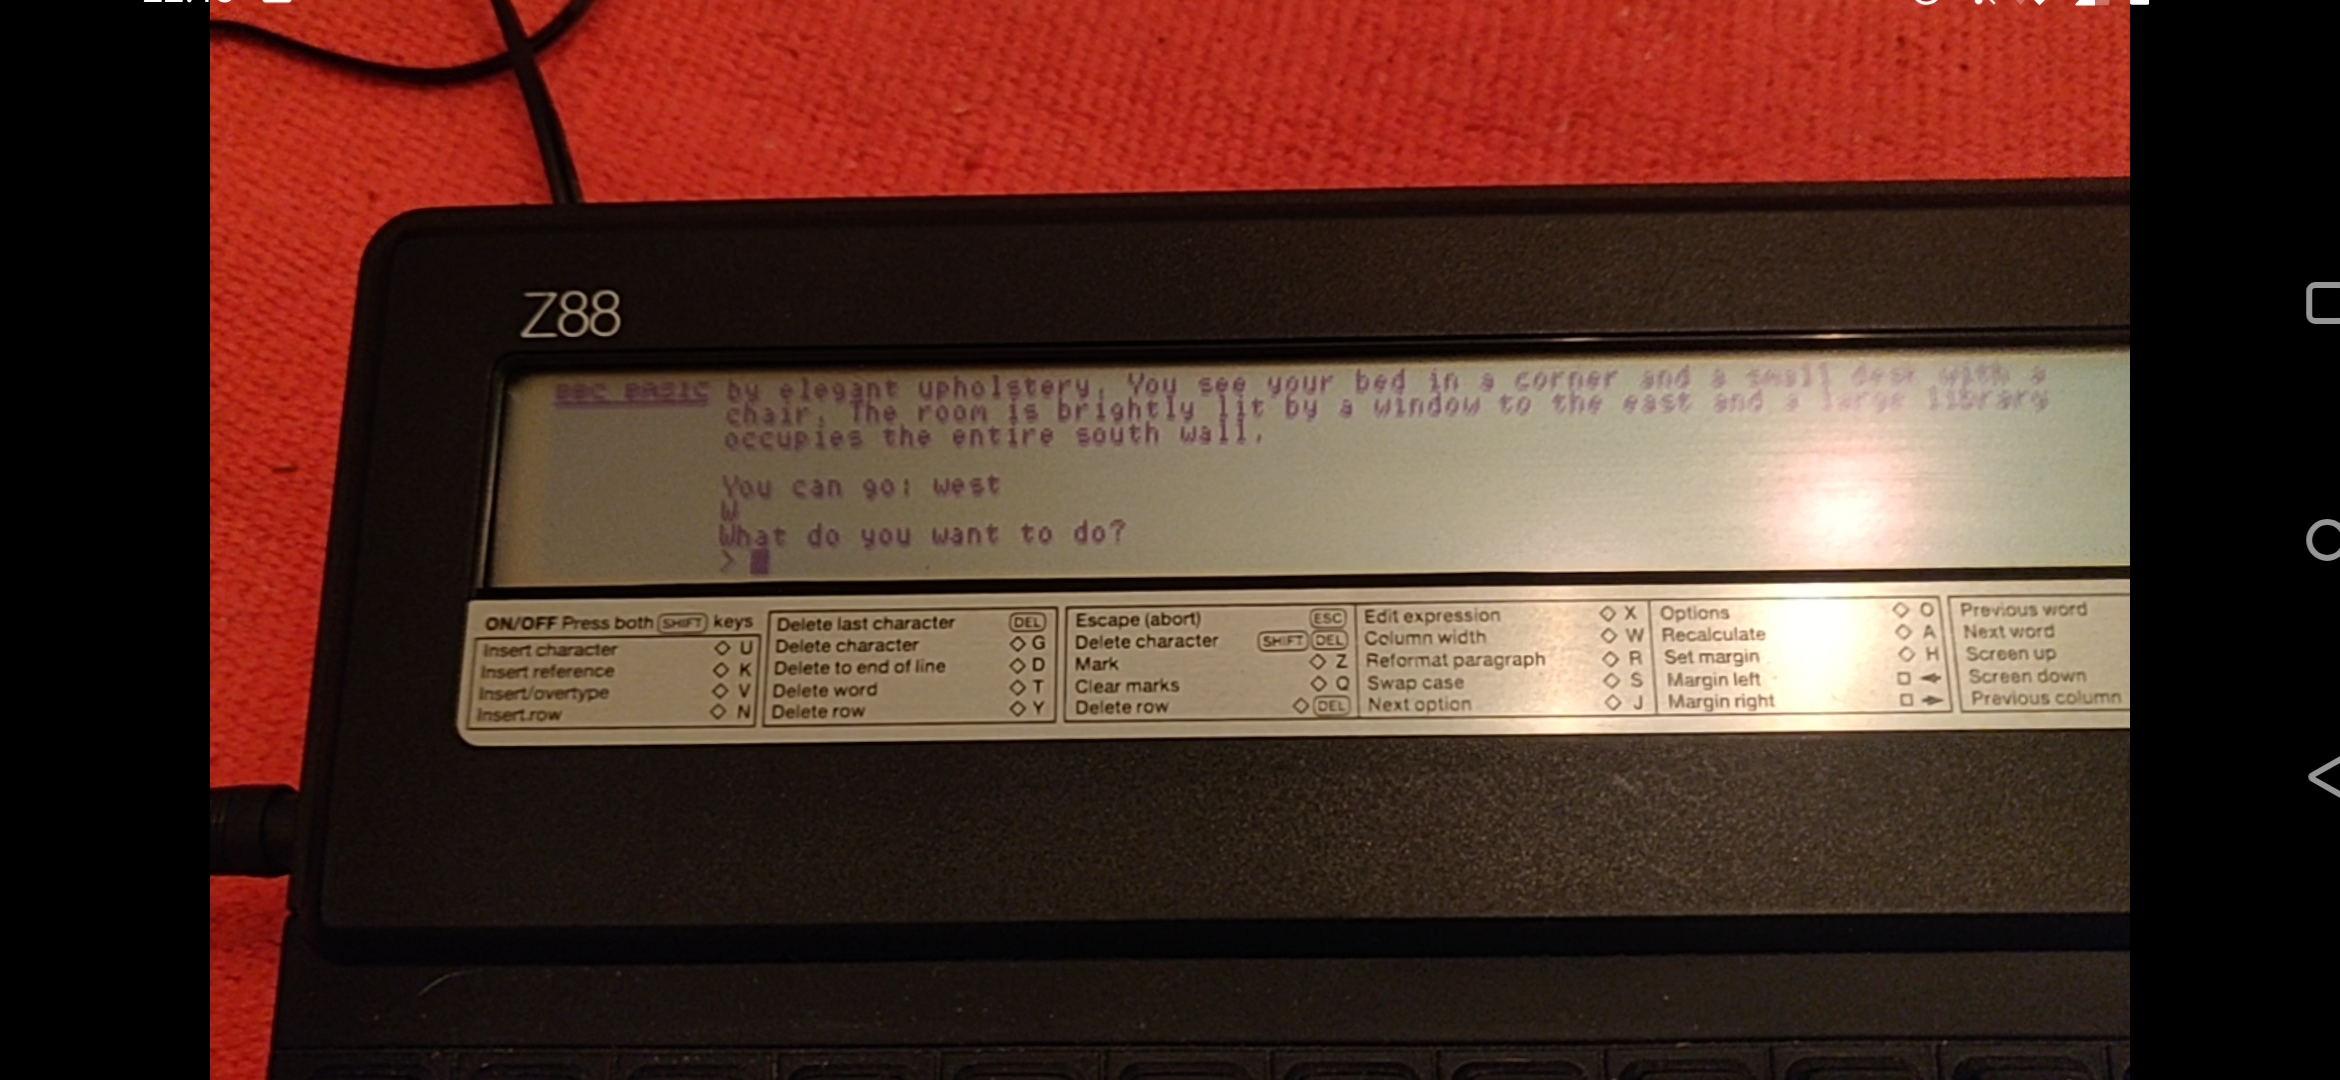 Z88
BBC BASIC
by elegant upholstery. You see your bed in a corner and a small desk with a
chair. The room is brightly lit by a window to the east and a large library
occupies the entire south wall.
You can go: west
W
What do you want to do?
>
ON/OFF Press both SHIFT keys
Insert character ◇ U
Insert reference ◇ K
Insert/overtype ◇ V
Insert row ◇ N
Delete last character DEL
Delete character ◇ G
Delete to end of line ◇ D
Delete word ◇ T
Delete row ◇ Y
Escape (abort) ESC
Delete character SHIFT DEL
Mark ◇ Z
Clear marks ◇ Q
Delete row ◇ DEL
Edit expression ◇ X
Column width ◇ W
Reformat paragraph ◇ R
Swap case ◇ S
Next option ◇ J
Options ◇ O
Recalculate ◇ A
Set margin ◇ H
Margin left □ ←
Margin right □ →
Previous word
Next word
Screen up
Screen down
Previous column